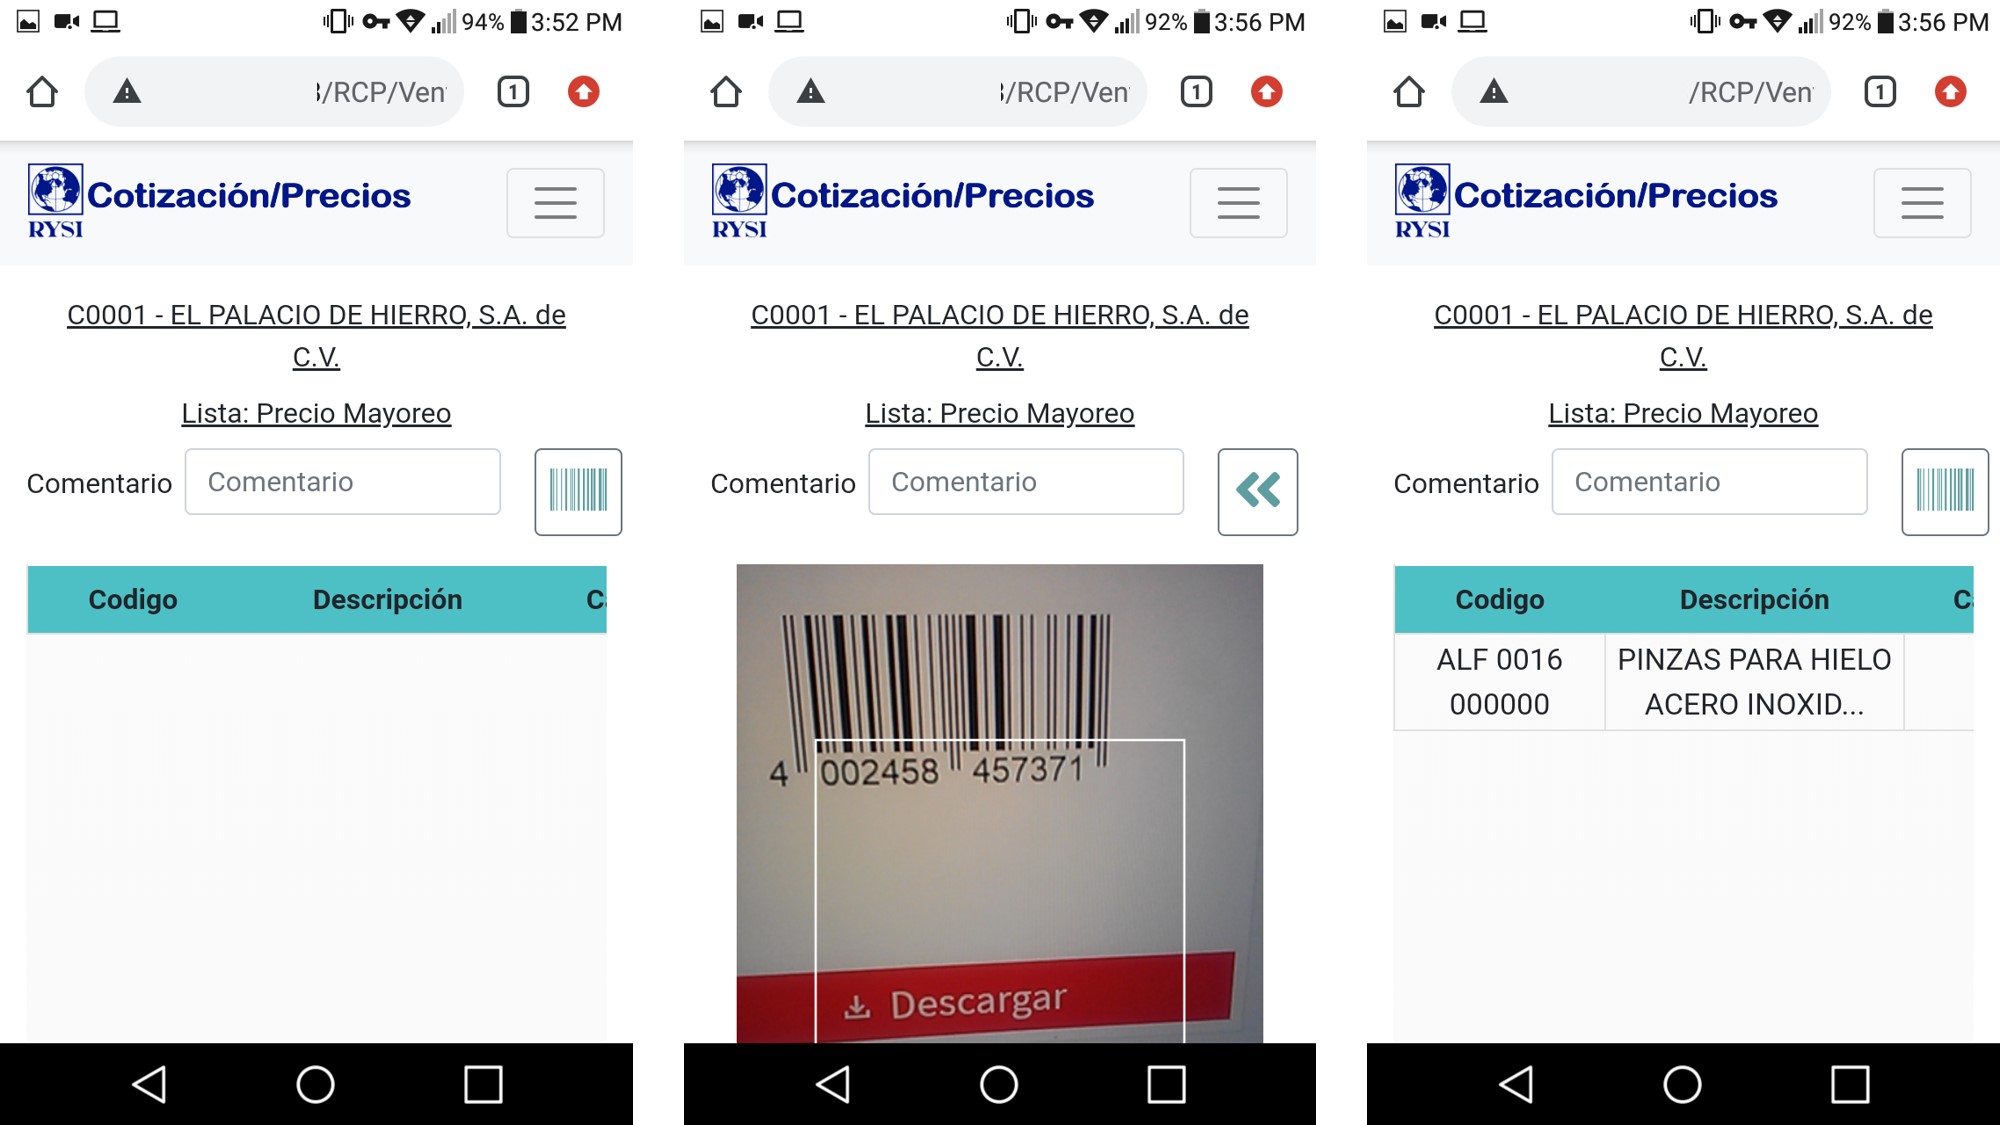 94% 3:52 PM
/RCP/Ven
1
Cotización/Precios
RYSI
C0001 - EL PALACIO DE HIERRO, S.A. de
C.V.
Lista: Precio Mayoreo
Comentario Comentario
Codigo Descripción
92% 3:56 PM
/RCP/Ven
1
Cotización/Precios
RYSI
C0001 - EL PALACIO DE HIERRO, S.A. de
C.V.
Lista: Precio Mayoreo
Comentario Comentario
4 002458 457371
Descargar
92% 3:56 PM
/RCP/Ven
1
Cotización/Precios
RYSI
C0001 - EL PALACIO DE HIERRO, S.A. de
C.V.
Lista: Precio Mayoreo
Comentario Comentario
Codigo Descripción
ALF 0016 PINZAS PARA HIELO
000000 ACERO INOXID...